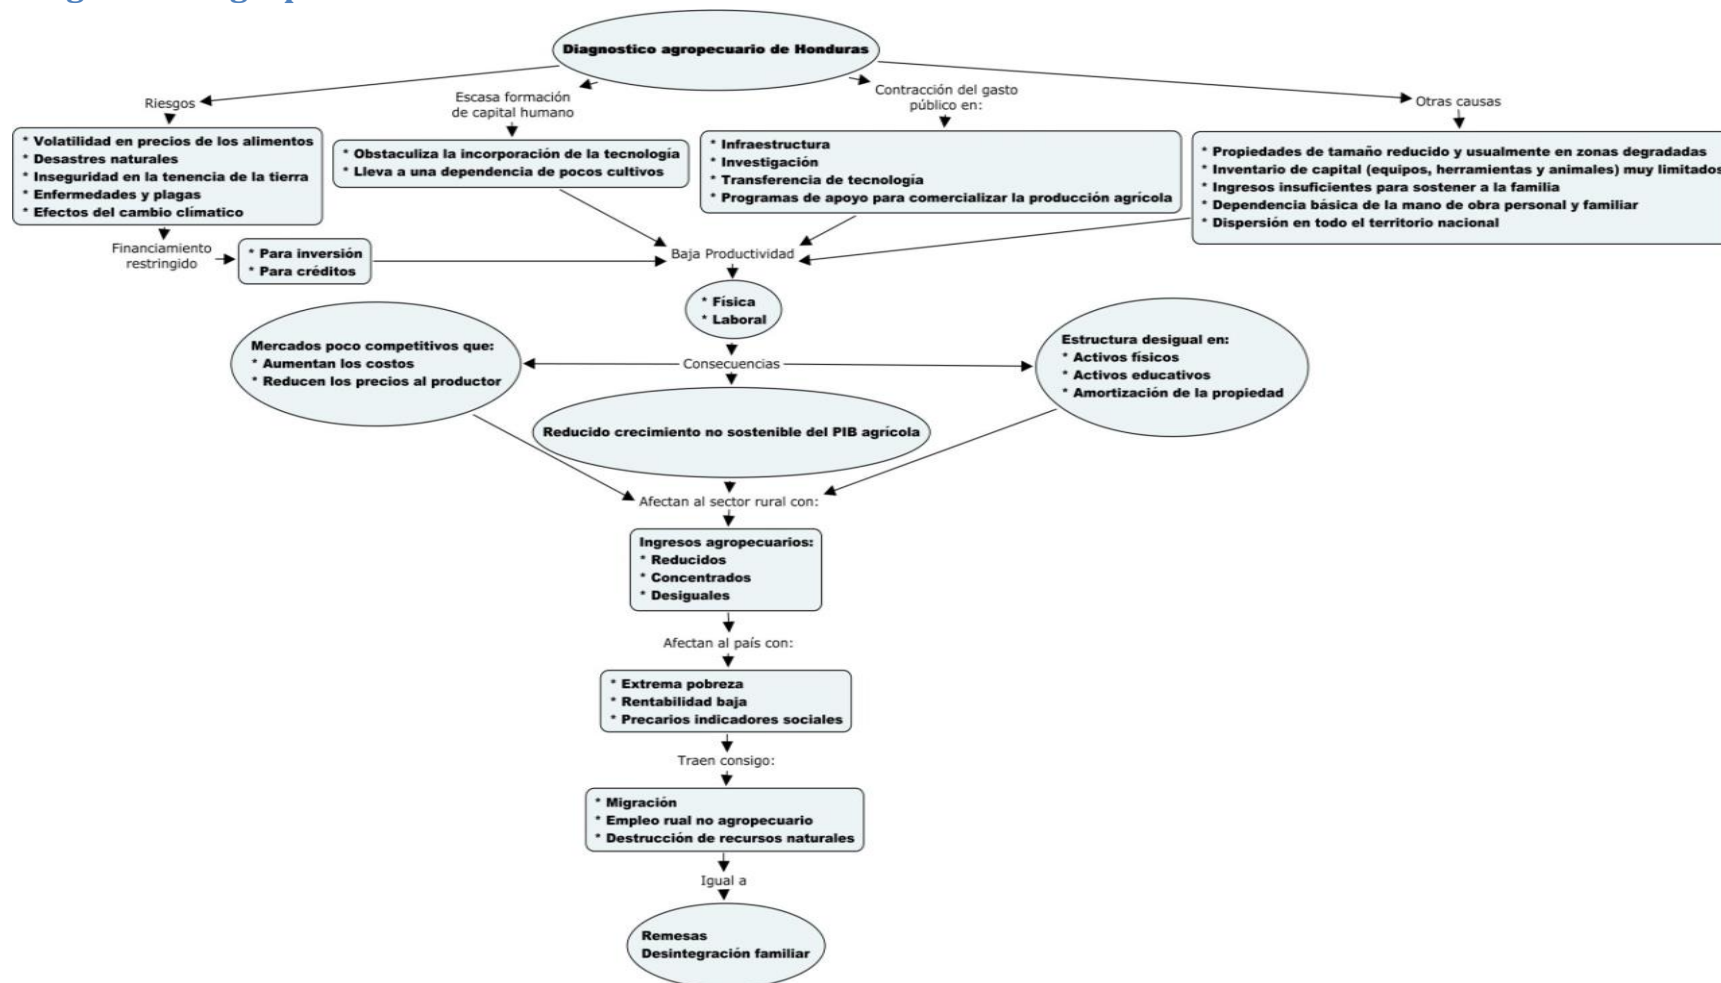 Diagnostico agropecuario de Honduras
Riesgos
Escasa formación
de capital humano
Contracción del gasto
público en:
Otras causas
* Volatilidad en precios de los alimentos
* Desastres naturales
* Inseguridad en la tenencia de la tierra
* Enfermedades y plagas
* Efectos del cambio clímatico
* Obstaculiza la incorporación de la tecnología
* Lleva a una dependencia de pocos cultivos
* Infraestructura
* Investigación
* Transferencia de tecnología
* Programas de apoyo para comercializar la producción agrícola
* Propiedades de tamaño reducido y usualmente en zonas degradadas
* Inventario de capital (equipos, herramientas y animales) muy limitados
* Ingresos insuficientes para sostener a la familia
* Dependencia básica de la mano de obra personal y familiar
* Dispersión en todo el territorio nacional
Financiamiento
restringido
* Para inversión
* Para créditos
Baja Productividad
* Física
* Laboral
Mercados poco competitivos que:
* Aumentan los costos
* Reducen los precios al productor
Consecuencias
Estructura desigual en:
* Activos físicos
* Activos educativos
* Amortización de la propiedad
Reducido crecimiento no sostenible del PIB agrícola
Afectan al sector rural con:
Ingresos agropecuarios:
* Reducidos
* Concentrados
* Desiguales
Afectan al país con:
* Extrema pobreza
* Rentabilidad baja
* Precarios indicadores sociales
Traen consigo:
* Migración
* Empleo rual no agropecuario
* Destrucción de recursos naturales
Igual a
Remesas
Desintegración familiar